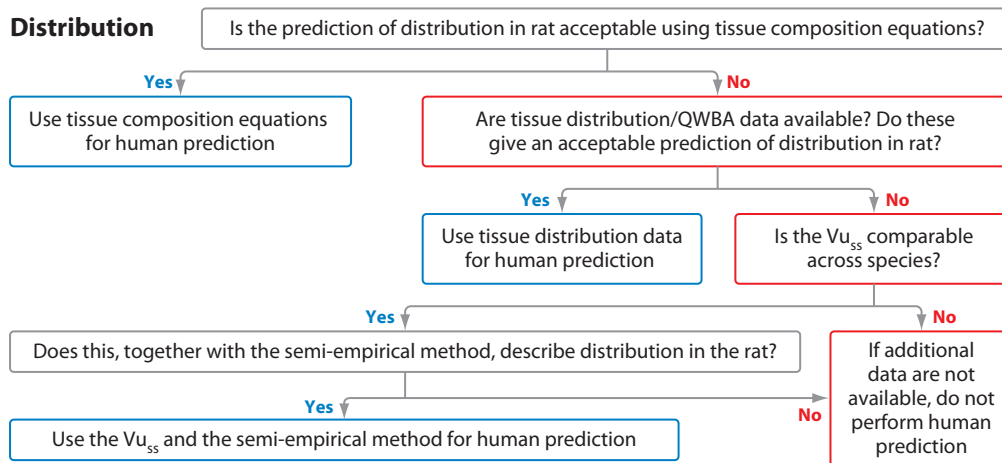 Distribution
Is the prediction of distribution in rat acceptable using tissue composition equations?
Yes
No
Use tissue composition equations
for human prediction
Are tissue distribution/QWBA data available? Do these
give an acceptable prediction of distribution in rat?
Yes
No
Use tissue distribution data
for human prediction
Is the Vuss comparable
across species?
Yes
No
Does this, together with the semi-empirical method, describe distribution in the rat?
If additional
data are not
available, do not
perform human
prediction
Yes
No
Use the Vuss and the semi-empirical method for human prediction